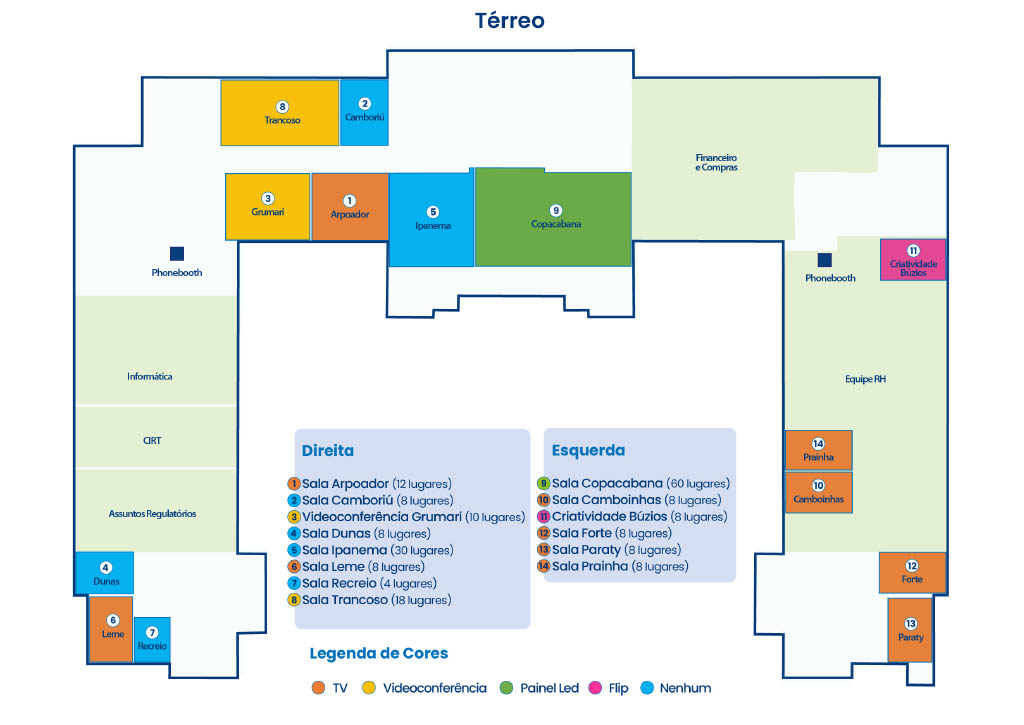 Térreo
8
Trancoso
2
Camboriú
Financeiro
e Compras
3
Grumari
1
Arpoador
5
Ipanema
9
Copacabana
11
Criatividade
Búzios
Phonebooth
Phonebooth
Informática
Equipe RH
CIRT
14
Prainha
10
Camboinhas
Assuntos Regulatórios
4
Dunas
6
Leme
7
Recreio
12
Forte
13
Paraty
Direita
1 Sala Arpoador (12 lugares)
2 Sala Camboriú (8 lugares)
3 Videoconferência Grumari (10 lugares)
4 Sala Dunas (8 lugares)
5 Sala Ipanema (30 lugares)
6 Sala Leme (8 lugares)
7 Sala Recreio (4 lugares)
8 Sala Trancoso (18 lugares)
Esquerda
9 Sala Copacabana (60 lugares)
10 Sala Camboinhas (8 lugares)
11 Criatividade Búzios (8 lugares)
12 Sala Forte (8 lugares)
13 Sala Paraty (8 lugares)
14 Sala Prainha (8 lugares)
Legenda de Cores
TV Videoconferência Painel Led Flip Nenhum